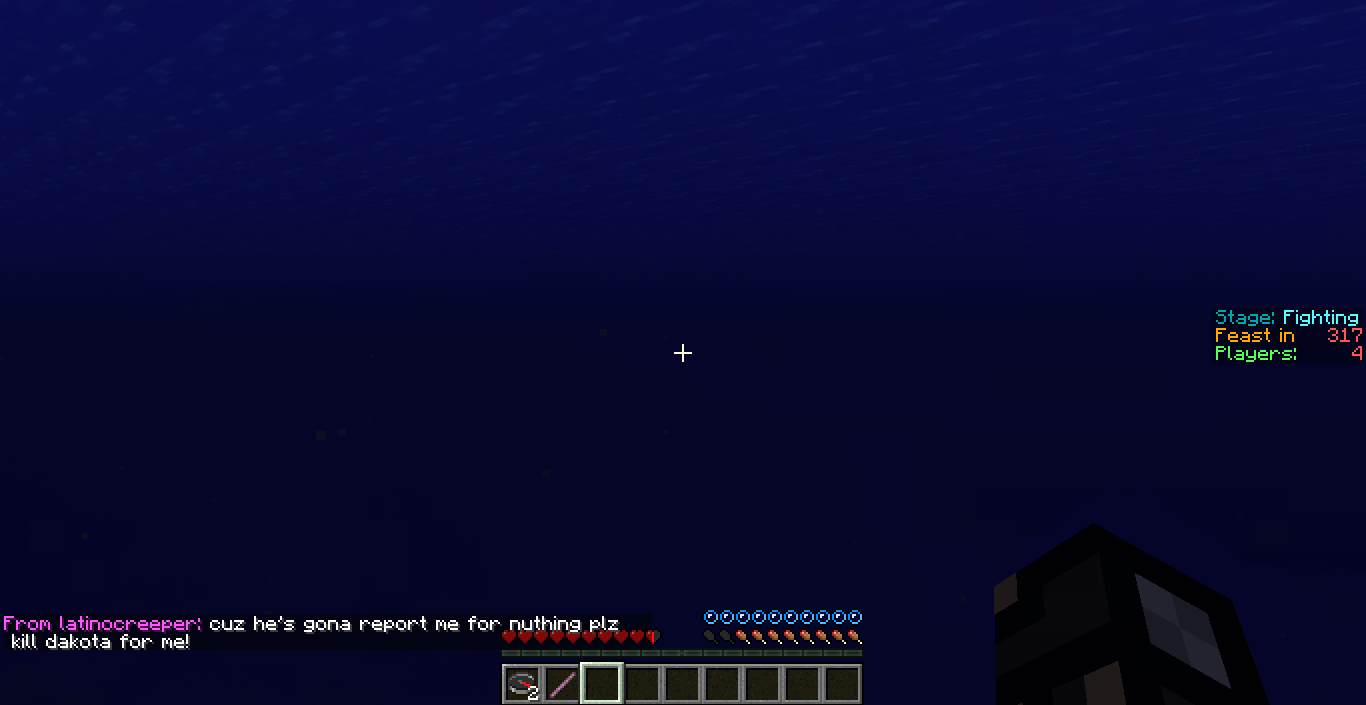 Stage: Fighting
Feast in 317
Players: 4
From latinocreeper: cuz he's gona report me for nuthing plz
kill dakota for me!
2